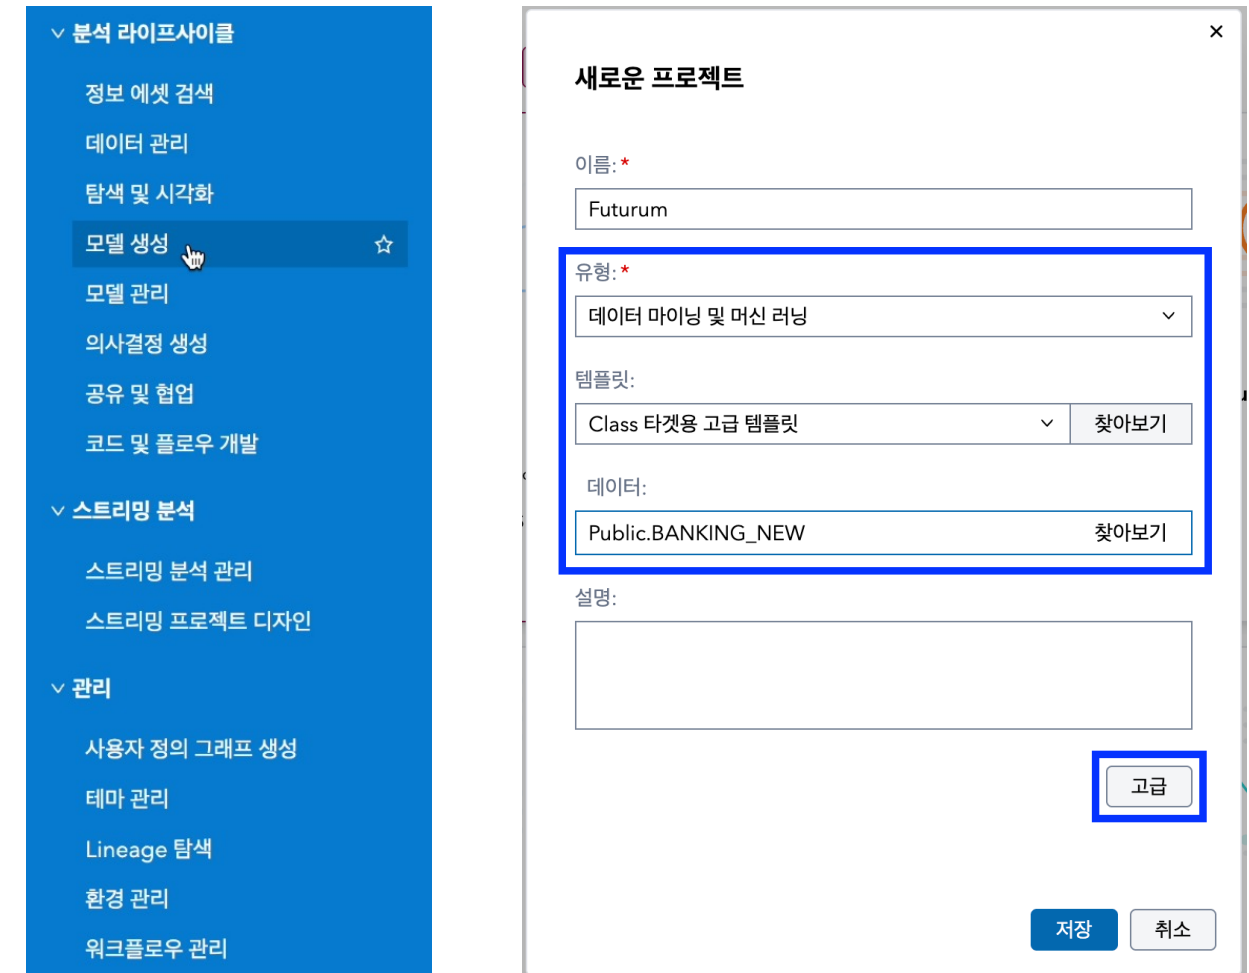 분석 라이프사이클
정보 에셋 검색
데이터 관리
탐색 및 시각화
모델 생성
모델 관리
의사결정 생성
공유 및 협업
코드 및 플로우 개발
스트리밍 분석
스트리밍 분석 관리
스트리밍 프로젝트 디자인
관리
사용자 정의 그래프 생성
테마 관리
Lineage 탐색
환경 관리
워크플로우 관리
새로운 프로젝트
이름: *
Futurum
유형: *
데이터 마이닝 및 머신 러닝
템플릿:
Class 타겟용 고급 템플릿 찾아보기
데이터:
Public.BANKING_NEW 찾아보기
설명:
고급
저장 취소